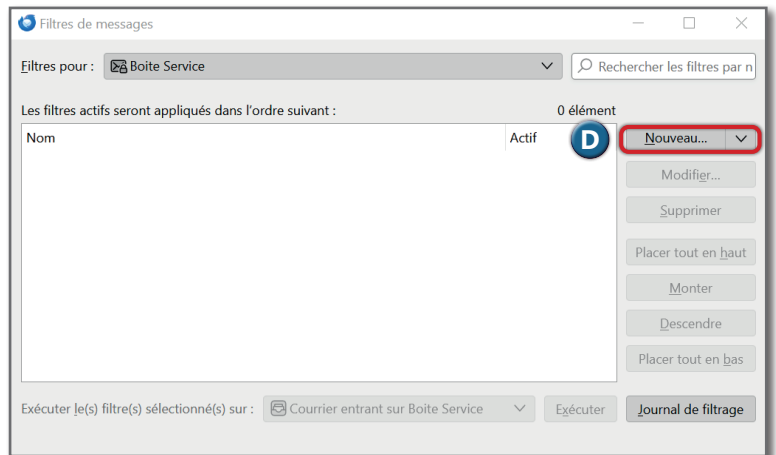 Filtres de messages
Filtres pour : Boite Service Rechercher les filtres par n
Les filtres actifs seront appliqués dans l'ordre suivant : 0 élément
Nom Actif D Nouveau...
Modifier...
Supprimer
Placer tout en haut
Monter
Descendre
Placer tout en bas
Exécuter le(s) filtre(s) sélectionné(s) sur : Courrier entrant sur Boite Service Exécuter Journal de filtrage